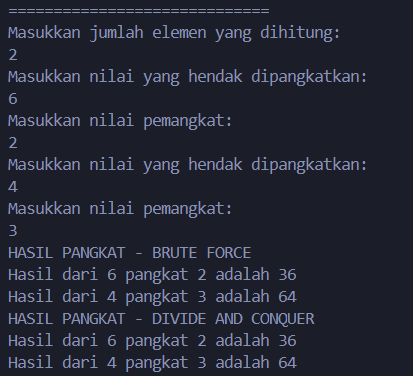 =============================
Masukkan jumlah elemen yang dihitung:
2
Masukkan nilai yang hendak dipangkatkan:
6
Masukkan nilai pemangkat:
2
Masukkan nilai yang hendak dipangkatkan:
4
Masukkan nilai pemangkat:
3
HASIL PANGKAT - BRUTE FORCE
Hasil dari 6 pangkat 2 adalah 36
Hasil dari 4 pangkat 3 adalah 64
HASIL PANGKAT - DIVIDE AND CONQUER
Hasil dari 6 pangkat 2 adalah 36
Hasil dari 4 pangkat 3 adalah 64